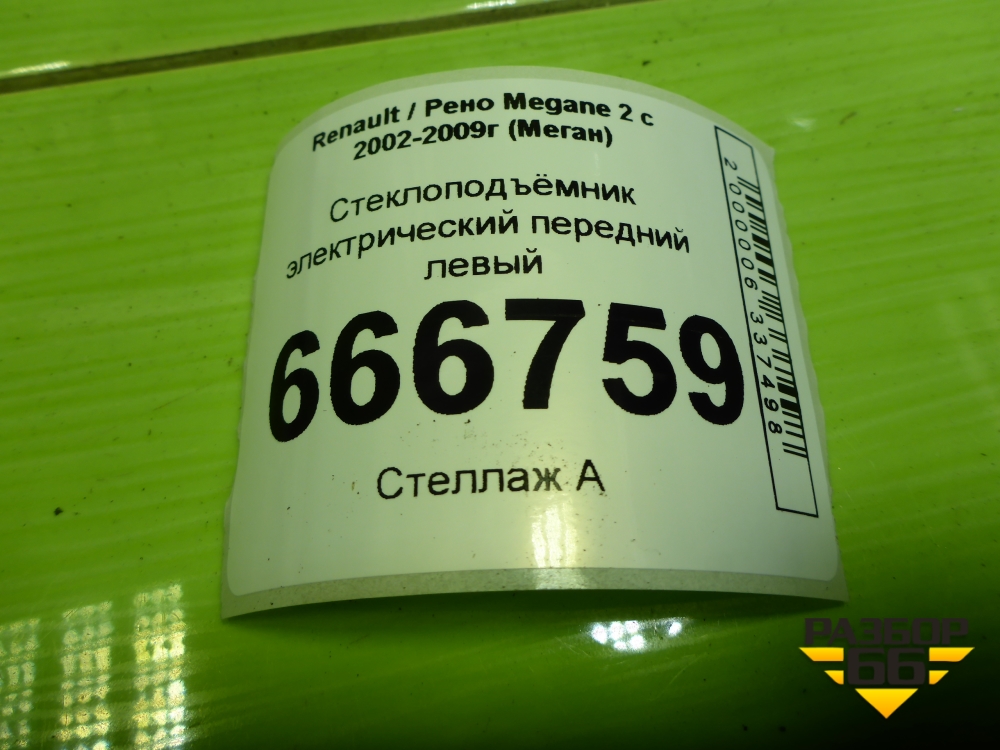 Renault / Рено Megane 2 с
2002-2009г (Меган)
Стеклоподъёмник
электрический передний
левый
666759
Стеллаж А
2000006337498
РАЗБОР
66